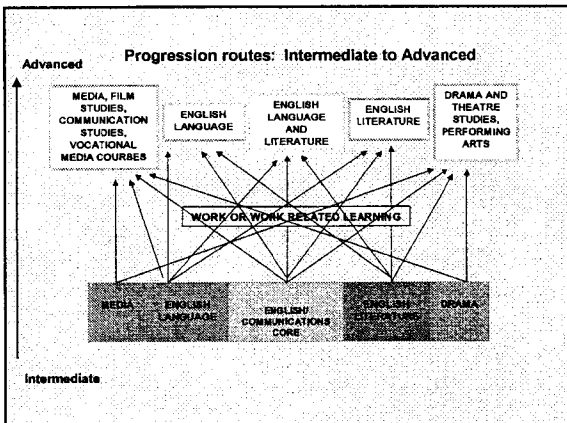 Progression routes: Intermediate to Advanced
Advanced
MEDIA, FILM
STUDIES,
COMMUNICATION
STUDIES,
VOCATIONAL
MEDIA COURSES
ENGLISH
LANGUAGE
ENGLISH
LANGUAGE
AND
LITERATURE
ENGLISH
LITERATURE
DRAMA AND
THEATRE
STUDIES,
PERFORMING
ARTS
WORK OR WORK RELATED LEARNING
MEDIA
ENGLISH
LANGUAGE
ENGLISH/
COMMUNICATIONS
CORE
ENGLISH
LITERATURE
DRAMA
Intermediate